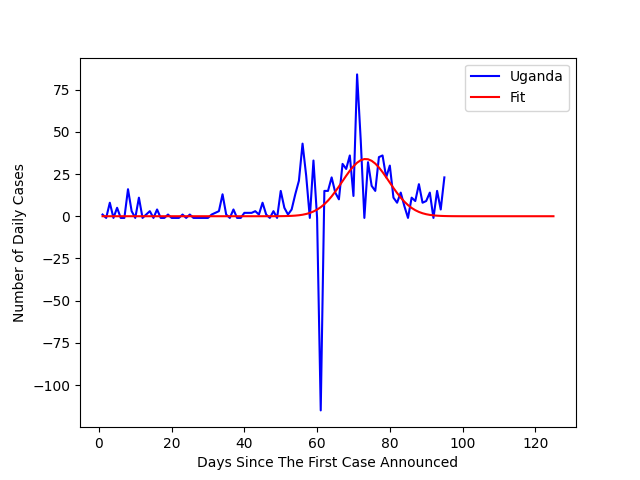 Uganda
Fit
75
50
25
0
−25
−50
−75
−100
Number of Daily Cases
0 20 40 60 80 100 120
Days Since The First Case Announced